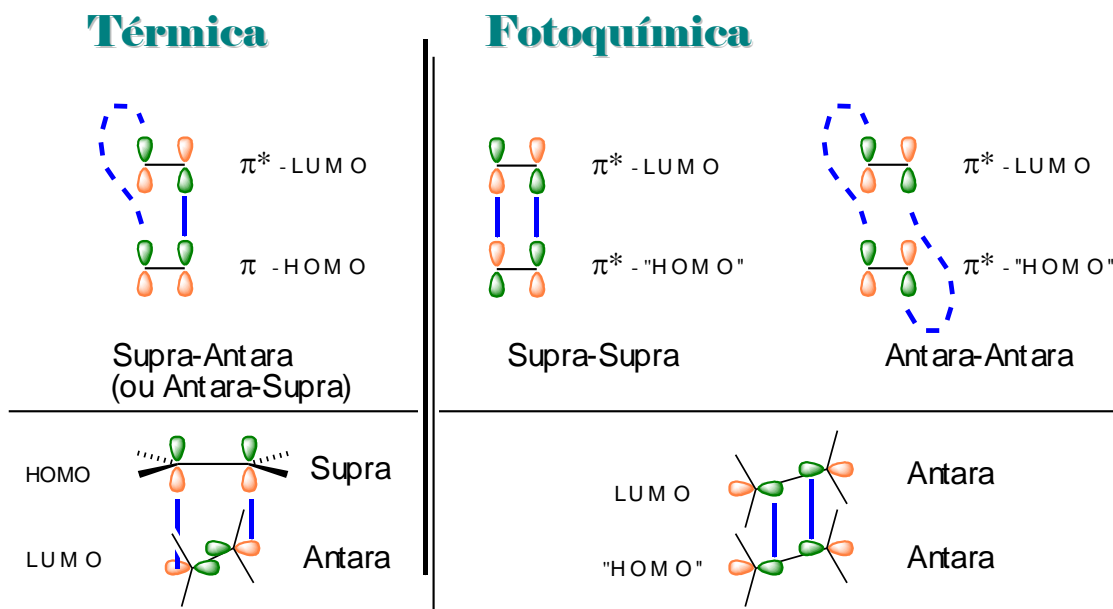 Térmica
Fotoquímica
π* - LUMO
π - HOMO
Supra-Antara
(ou Antara-Supra)
π* - LUMO
π* - "HOMO"
Supra-Supra
π* - LUMO
π* - "HOMO"
Antara-Antara
HOMO
Supra
LUMO
Antara
LUMO
Antara
"HOMO"
Antara